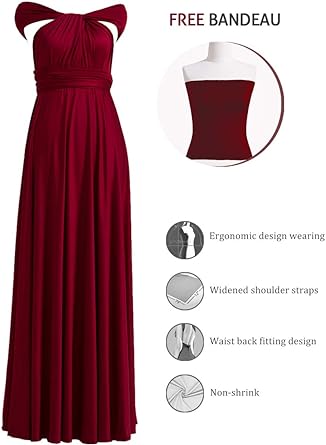 FREE BANDEAU
Ergonomic design wearing
Widened shoulder straps
Waist back fitting design
Non-shrink